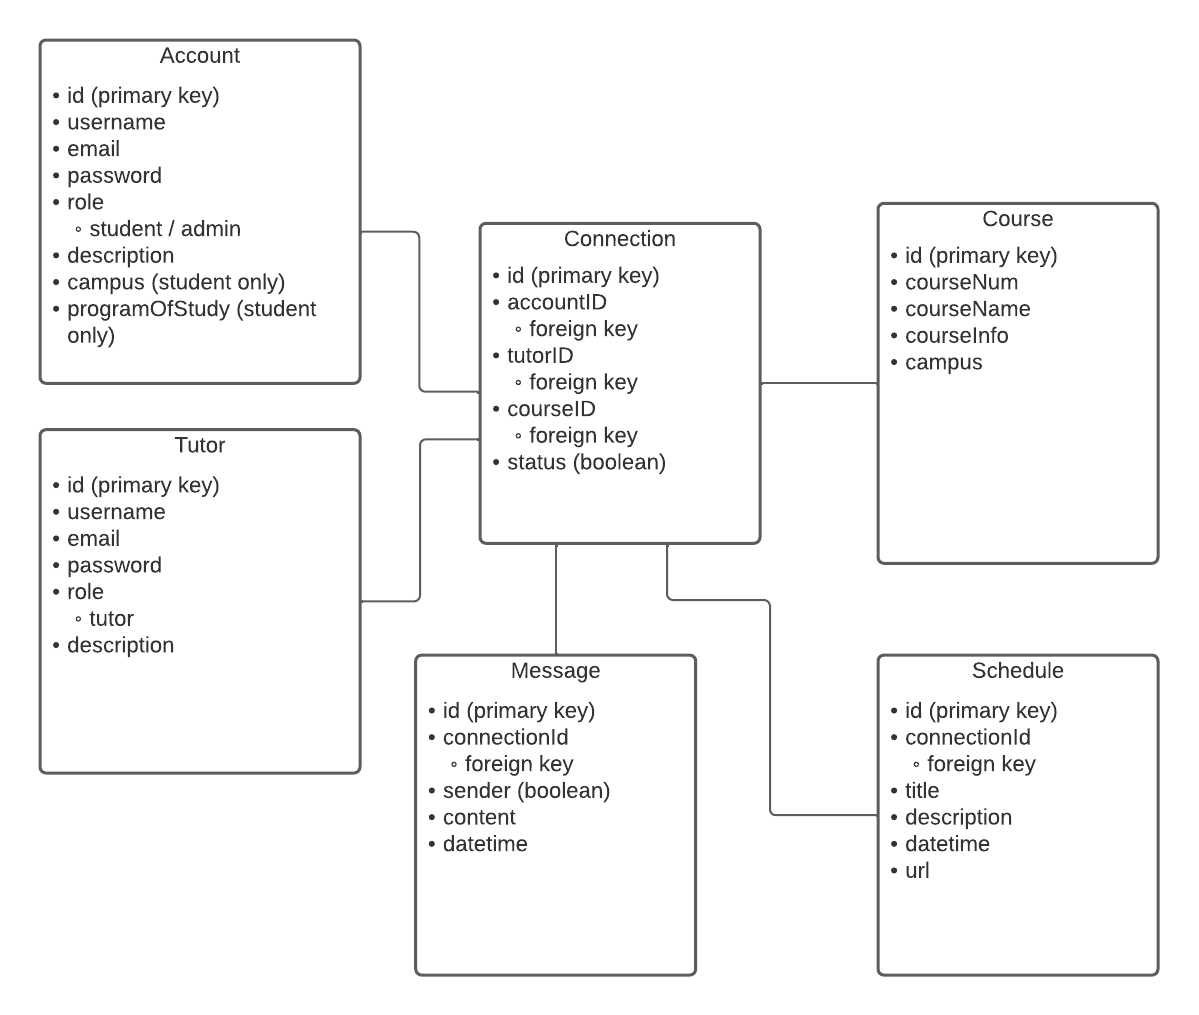 Account
• id (primary key)
• username
• email
• password
• role
◦ student / admin
• description
• campus (student only)
• programOfStudy (student
only)
Tutor
• id (primary key)
• username
• email
• password
• role
◦ tutor
• description
Connection
• id (primary key)
• accountID
◦ foreign key
• tutorID
◦ foreign key
• courseID
◦ foreign key
• status (boolean)
Course
• id (primary key)
• courseNum
• courseName
• courseInfo
• campus
Message
• id (primary key)
• connectionId
◦ foreign key
• sender (boolean)
• content
• datetime
Schedule
• id (primary key)
• connectionId
◦ foreign key
• title
• description
• datetime
• url